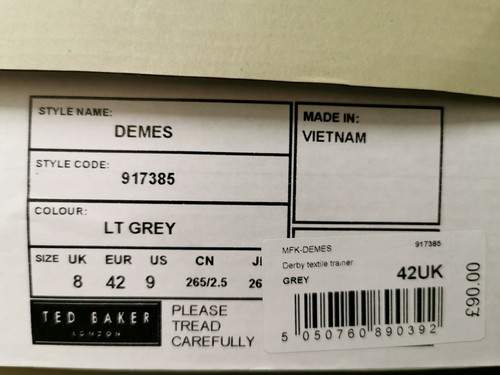 STYLE NAME:
DEMES
STYLE CODE:
917385
COLOUR:
LT GREY
SIZE UK EUR US CN
8 42 9 265/2.5 26
TED BAKER
LONDON
PLEASE
TREAD
CAREFULLY
MADE IN:
VIETNAM
MFK-DEMES 917385
Derby textile trainer
GREY 42UK
5 050760 890392
£90.00